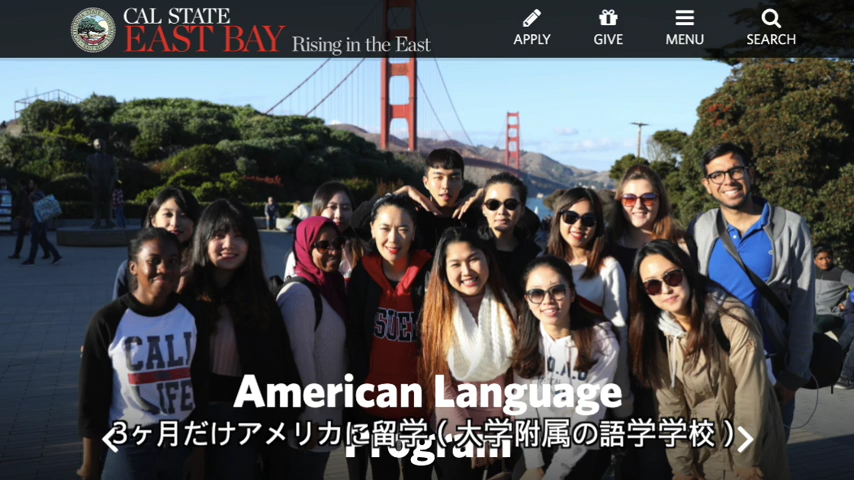 CAL STATE
EAST BAY Rising in the East
APPLY GIVE MENU SEARCH
CALI
LIFE
American Language
3ヶ月だけアメリカに留学(大学附属の語学学校)
Program